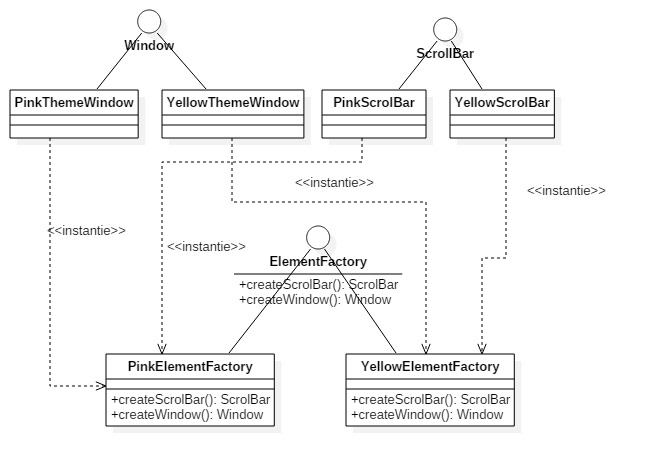 Window
ScrollBar
PinkThemeWindow
YellowThemeWindow
PinkScrolBar
YellowScrolBar
<<instantie>>
<<instantie>>
<<instantie>>
<<instantie>>
ElementFactory
+createScrolBar(): ScrolBar
+createWindow(): Window
PinkElementFactory
+createScrolBar(): ScrolBar
+createWindow(): Window
YellowElementFactory
+createScrolBar(): ScrolBar
+createWindow(): Window